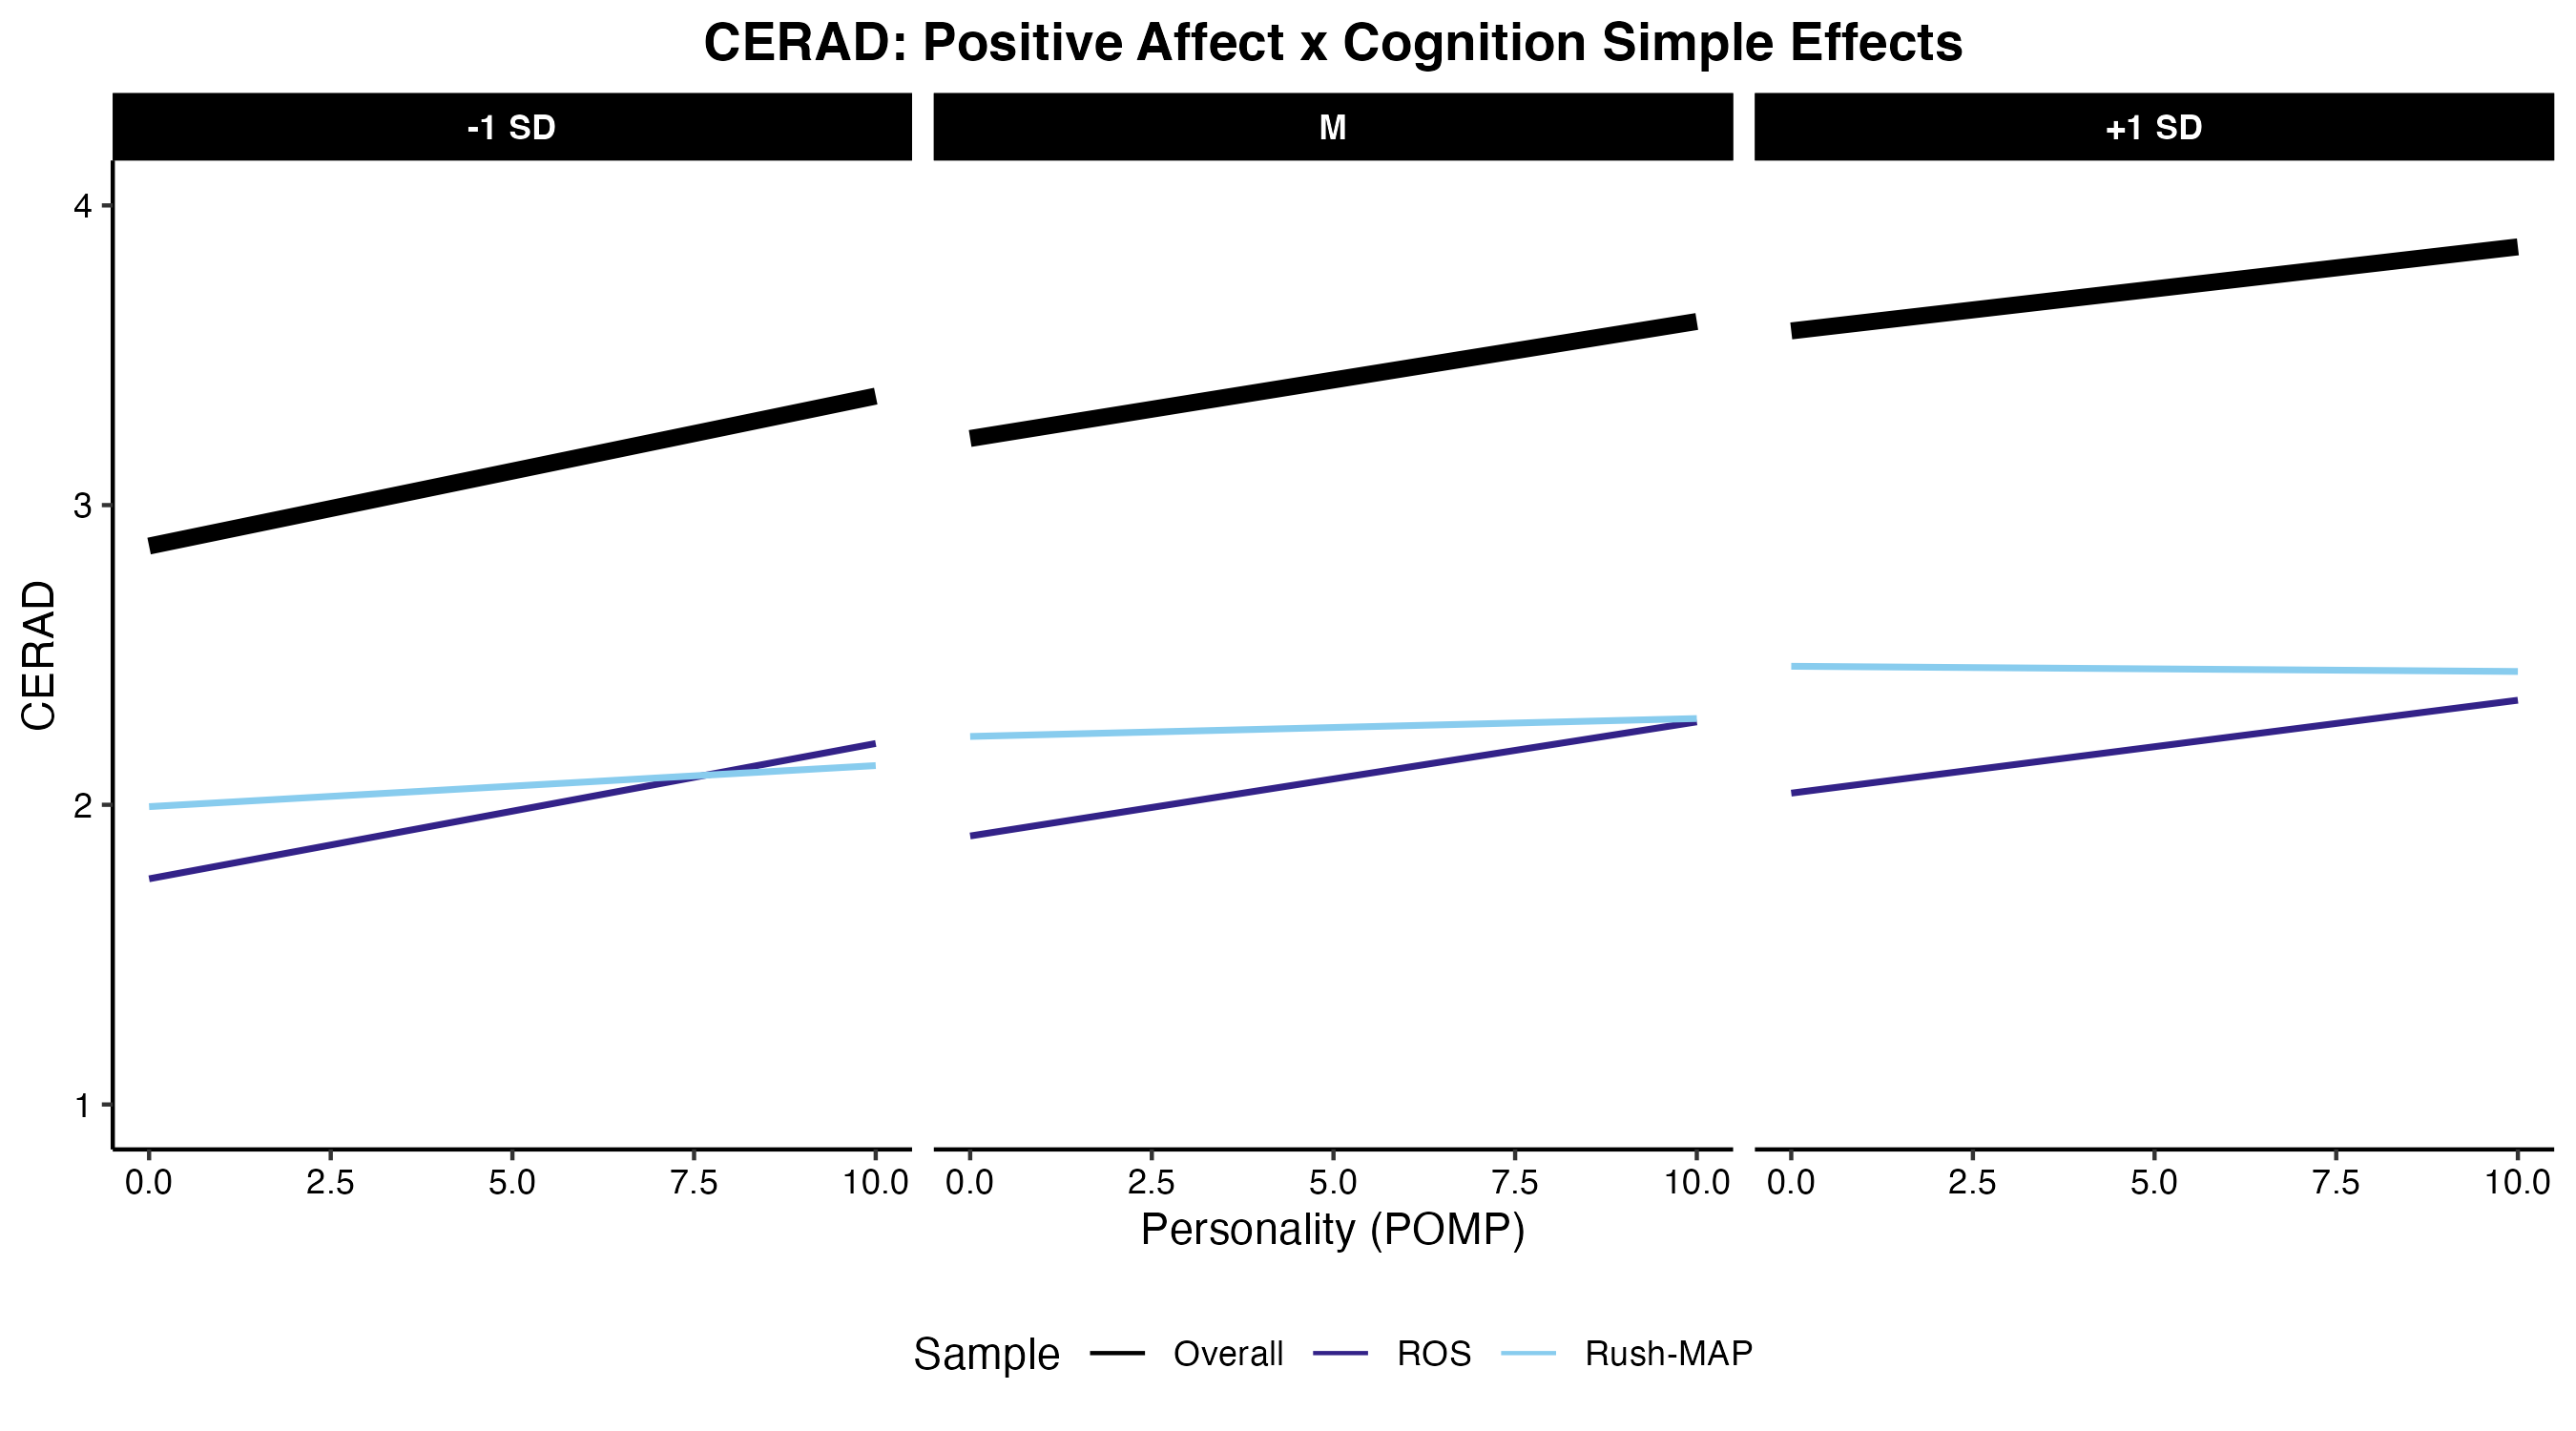 CERAD: Positive Affect x Cognition Simple Effects
-1 SD
M
+1 SD
4
3
2
1
CERAD
0.0 2.5 5.0 7.5 10.0
0.0 2.5 5.0 7.5 10.0
0.0 2.5 5.0 7.5 10.0
Personality (POMP)
Sample Overall ROS Rush-MAP